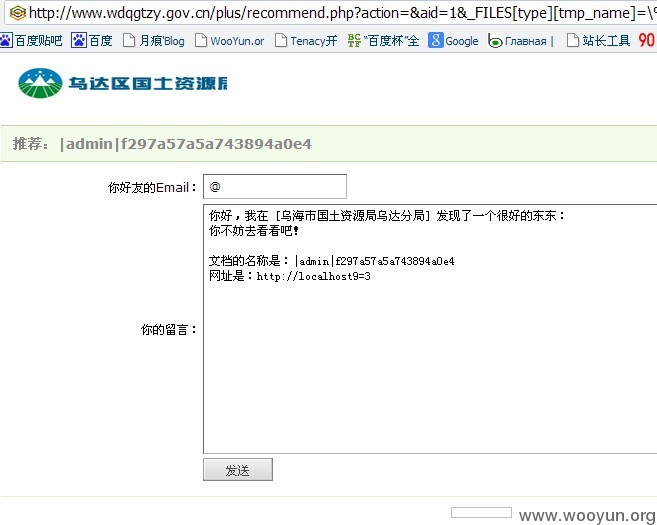 http://www.wdqgtzy.gov.cn/plus/recommend.php?action=&aid=1&_FILES[type][tmp_name]=\%
百度贴吧 百度 月痕'Blog WooYun.or Tenacy开 BC “百度杯”全 Google Главная | 站长工具 90
乌达区国土资源局
推荐： |admin|f297a57a5a743894a0e4
你好友的Email： @
你好，我在 [乌海市国土资源局乌达分局] 发现了一个很好的东东：
你不妨去看看吧！
文档的名称是：|admin|f297a57a5a743894a0e4
网址是：http://localhost9=3
你的留言：
发送
www.wooyun.org